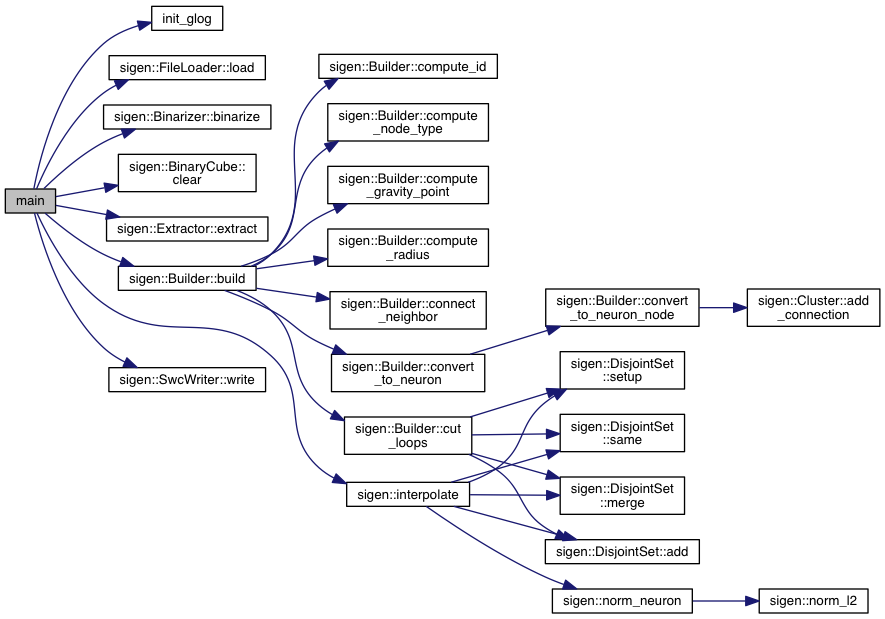 main
init_glog
sigen::FileLoader::load
sigen::Binarizer::binarize
sigen::BinaryCube::
clear
sigen::Extractor::extract
sigen::Builder::build
sigen::SwcWriter::write
sigen::Builder::compute_id
sigen::Builder::compute
_node_type
sigen::Builder::compute
_gravity_point
sigen::Builder::compute
_radius
sigen::Builder::connect
_neighbor
sigen::Builder::convert
_to_neuron
sigen::Builder::cut
_loops
sigen::interpolate
sigen::Builder::convert
_to_neuron_node
sigen::DisjointSet
::setup
sigen::DisjointSet
::same
sigen::DisjointSet
::merge
sigen::DisjointSet::add
sigen::norm_neuron
sigen::Cluster::add
_connection
sigen::norm_l2